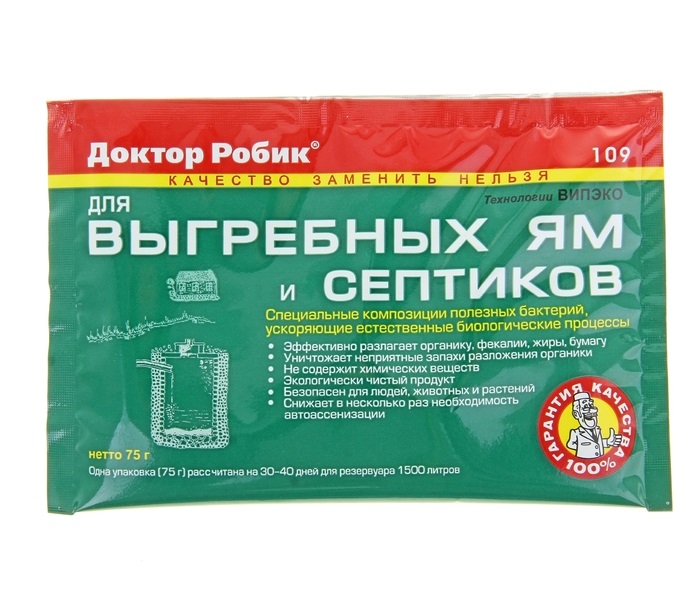 Доктор Робик®
109
КАЧЕСТВО ЗАМЕНИТЬ НЕЛЬЗЯ
Технологии ВИПЭКО
ДЛЯ
ВЫГРЕБНЫХ ЯМ
и СЕПТИКОВ
Специальные композиции полезных бактерий,
ускоряющие естественные биологические процессы
• Эффективно разлагает органику, фекалии, жиры, бумагу
• Уничтожает неприятные запахи разложения органики
• Не содержит химических веществ
• Экологически чистый продукт
• Безопасен для людей, животных и растений
• Снижает в несколько раз необходимость
автоассенизации
ГАРАНТИЯ КАЧЕСТВА
100%
нетто 75 г
Одна упаковка (75 г) рассчитана на 30-40 дней для резервуара 1500 литров